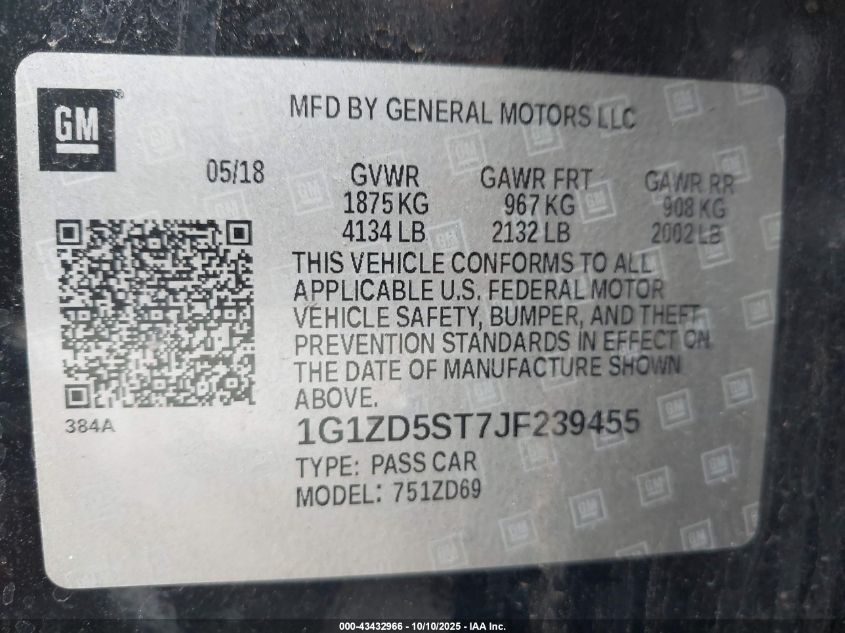 GM
MFD BY GENERAL MOTORS LLC
05/18 GVWR GAWR FRT GAWR RR
1875 KG 967 KG 908 KG
4134 LB 2132 LB 2002 LB
THIS VEHICLE CONFORMS TO ALL
APPLICABLE U.S. FEDERAL MOTOR
VEHICLE SAFETY, BUMPER, AND THEFT
PREVENTION STANDARDS IN EFFECT ON
THE DATE OF MANUFACTURE SHOWN
ABOVE.
384A
1G1ZD5ST7JF239455
TYPE: PASS CAR
MODEL: 751ZD69
000-43432966 - 10/10/2025 - IAA Inc.